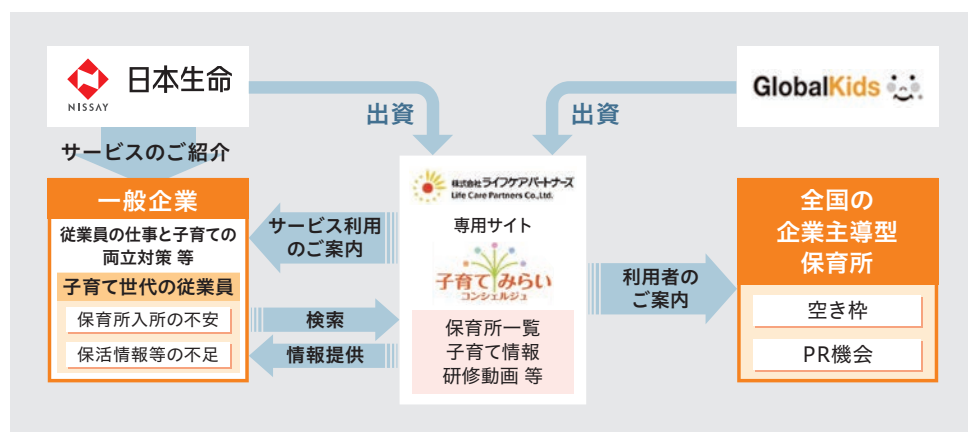 NISSAY
日本生命
出資
出資
GlobalKids
サービスのご紹介
一般企業
従業員の仕事と子育ての
両立対策 等
子育て世代の従業員
保育所入所の不安
保活情報等の不足
サービス利用
のご案内
検索
情報提供
株式会社ライフケアパートナーズ
Life Care Partners Co.,Ltd.
専用サイト
子育てみらい
コンシェルジュ
保育所一覧
子育て情報
研修動画 等
利用者の
ご案内
全国の
企業主導型
保育所
空き枠
PR機会